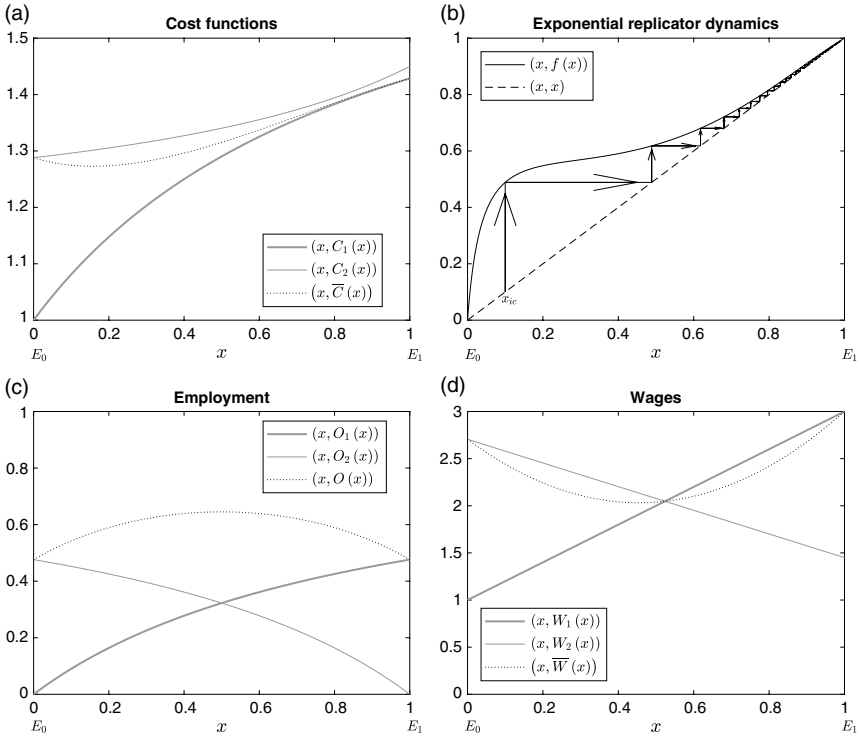 (a)
Cost functions
1.5
1.4
1.3
1.2
1.1
1
(x, C₁ (x))
(x, C₂ (x))
(x, C̅ (x))
0 0.2 0.4 0.6 0.8 1
E₀ x E₁
(b)
Exponential replicator dynamics
1
0.8
0.6
0.4
0.2
0
(x, f (x))
(x, x)
x_ic
0 0.2 0.4 0.6 0.8 1
E₀ x E₁
(c)
Employment
1
0.8
0.6
0.4
0.2
0
(x, O₁ (x))
(x, O₂ (x))
(x, O (x))
0 0.2 0.4 0.6 0.8 1
E₀ x E₁
(d)
Wages
3
2.5
2
1.5
1
0.5
0
(x, W₁ (x))
(x, W₂ (x))
(x, W̅ (x))
0 0.2 0.4 0.6 0.8 1
E₀ x E₁